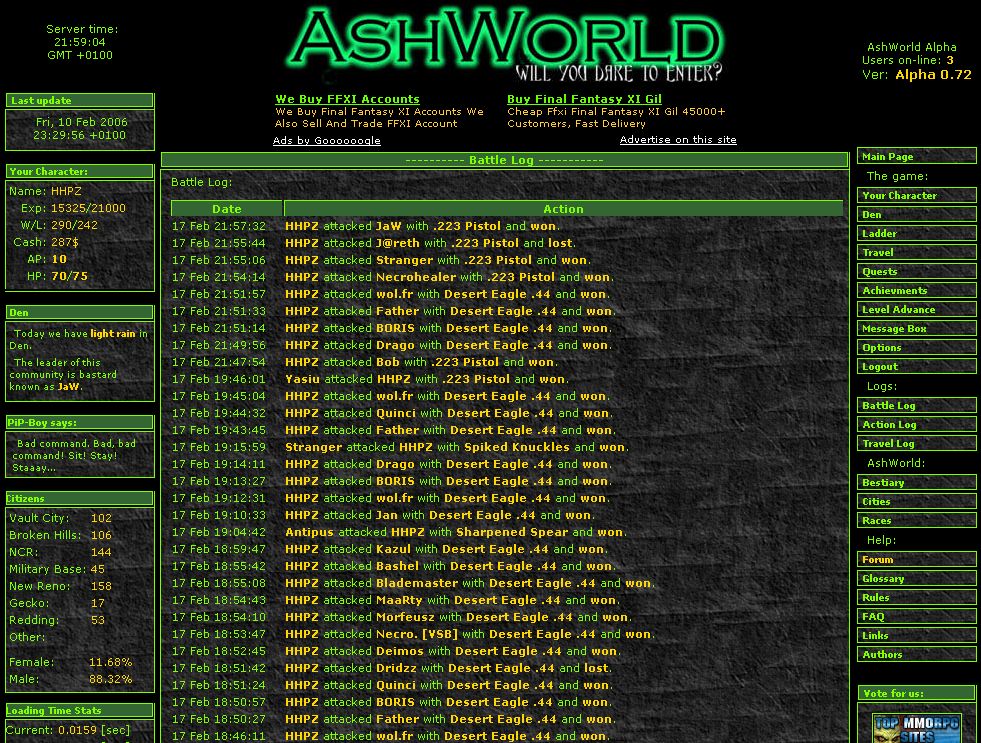 Server time:
21:59:04
GMT +0100
ASHWORLD
WILL YOU DARE TO ENTER?
AshWorld Alpha
Users on-line: 3
Ver: Alpha 0.72
We Buy FFXI Accounts
We Buy Final Fantasy XI Accounts We
Also Sell And Trade FFXI Account
Buy Final Fantasy XI Gil
Cheap Ffxi Final Fantasy XI Gil 45000+
Customers, Fast Delivery
Ads by Goooooogle
Advertise on this site
Last update
Fri, 10 Feb 2006
23:29:56 +0100
Your Character:
Name: HHPZ
Exp: 15325/21000
W/L: 290/242
Cash: 287$
AP: 10
HP: 70/75
Den
Today we have light rain in
Den.
The leader of this
community is bastard
known as JaW.
PiP-Boy says:
Bad command. Bad, bad
command! Sit! Stay!
Staaay...
Citizens
Vault City: 102
Broken Hills: 106
NCR: 144
Military Base: 45
New Reno: 158
Gecko: 17
Redding: 53
Other:
Female: 11.68%
Male: 88.32%
Loading Time Stats
Current: 0.0159 [sec]
---------- Battle Log -----------
Battle Log:
Date Action
17 Feb 21:57:32 HHPZ attacked JaW with .223 Pistol and won.
17 Feb 21:55:44 HHPZ attacked J@reth with .223 Pistol and lost.
17 Feb 21:55:06 HHPZ attacked Stranger with .223 Pistol and won.
17 Feb 21:54:14 HHPZ attacked Necrohealer with .223 Pistol and won.
17 Feb 21:51:57 HHPZ attacked wol.fr with Desert Eagle .44 and won.
17 Feb 21:51:33 HHPZ attacked Father with Desert Eagle .44 and won.
17 Feb 21:51:14 HHPZ attacked BORIS with Desert Eagle .44 and won.
17 Feb 21:49:56 HHPZ attacked Drago with Desert Eagle .44 and won.
17 Feb 21:47:54 HHPZ attacked Bob with .223 Pistol and won.
17 Feb 19:46:01 Yasiu attacked HHPZ with .223 Pistol and won.
17 Feb 19:45:04 HHPZ attacked wol.fr with Desert Eagle .44 and won.
17 Feb 19:44:32 HHPZ attacked Quinci with Desert Eagle .44 and won.
17 Feb 19:43:45 HHPZ attacked Father with Desert Eagle .44 and won.
17 Feb 19:15:59 Stranger attacked HHPZ with Spiked Knuckles and won.
17 Feb 19:14:11 HHPZ attacked Drago with Desert Eagle .44 and won.
17 Feb 19:13:27 HHPZ attacked BORIS with Desert Eagle .44 and won.
17 Feb 19:12:31 HHPZ attacked wol.fr with Desert Eagle .44 and won.
17 Feb 19:10:33 HHPZ attacked Jan with Desert Eagle .44 and won.
17 Feb 19:04:42 Antipus attacked HHPZ with Sharpened Spear and won.
17 Feb 18:59:47 HHPZ attacked Kazul with Desert Eagle .44 and won.
17 Feb 18:55:42 HHPZ attacked Bashel with Desert Eagle .44 and won.
17 Feb 18:55:08 HHPZ attacked Blademaster with Desert Eagle .44 and won.
17 Feb 18:54:43 HHPZ attacked MaaRty with Desert Eagle .44 and won.
17 Feb 18:54:10 HHPZ attacked Morfeusz with Desert Eagle .44 and won.
17 Feb 18:53:47 HHPZ attacked Necro. [VSB] with Desert Eagle .44 and won.
17 Feb 18:52:45 HHPZ attacked Deimos with Desert Eagle .44 and won.
17 Feb 18:51:42 HHPZ attacked Dridzz with Desert Eagle .44 and lost.
17 Feb 18:51:24 HHPZ attacked Quinci with Desert Eagle .44 and won.
17 Feb 18:50:57 HHPZ attacked BORIS with Desert Eagle .44 and won.
17 Feb 18:50:27 HHPZ attacked Father with Desert Eagle .44 and won.
17 Feb 18:46:11 HHPZ attacked wol.fr with Desert Eagle .44 and won.
Main Page
The game:
Your Character
Den
Ladder
Travel
Quests
Achievments
Level Advance
Message Box
Options
Logout
Logs:
Battle Log
Action Log
Travel Log
AshWorld:
Bestiary
Cities
Races
Help:
Forum
Glossary
Rules
FAQ
Links
Authors
Vote for us:
TOP MMORPG
SITES